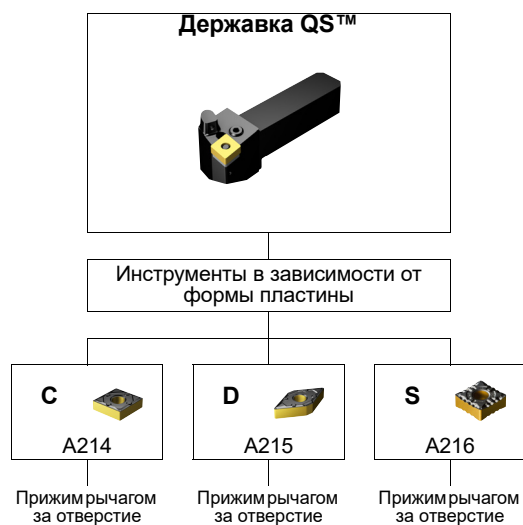 Державка QS™
Инструменты в зависимости от
формы пластины
C
A214
D
A215
S
A216
Прижим рычагом
за отверстие
Прижим рычагом
за отверстие
Прижим рычагом
за отверстие